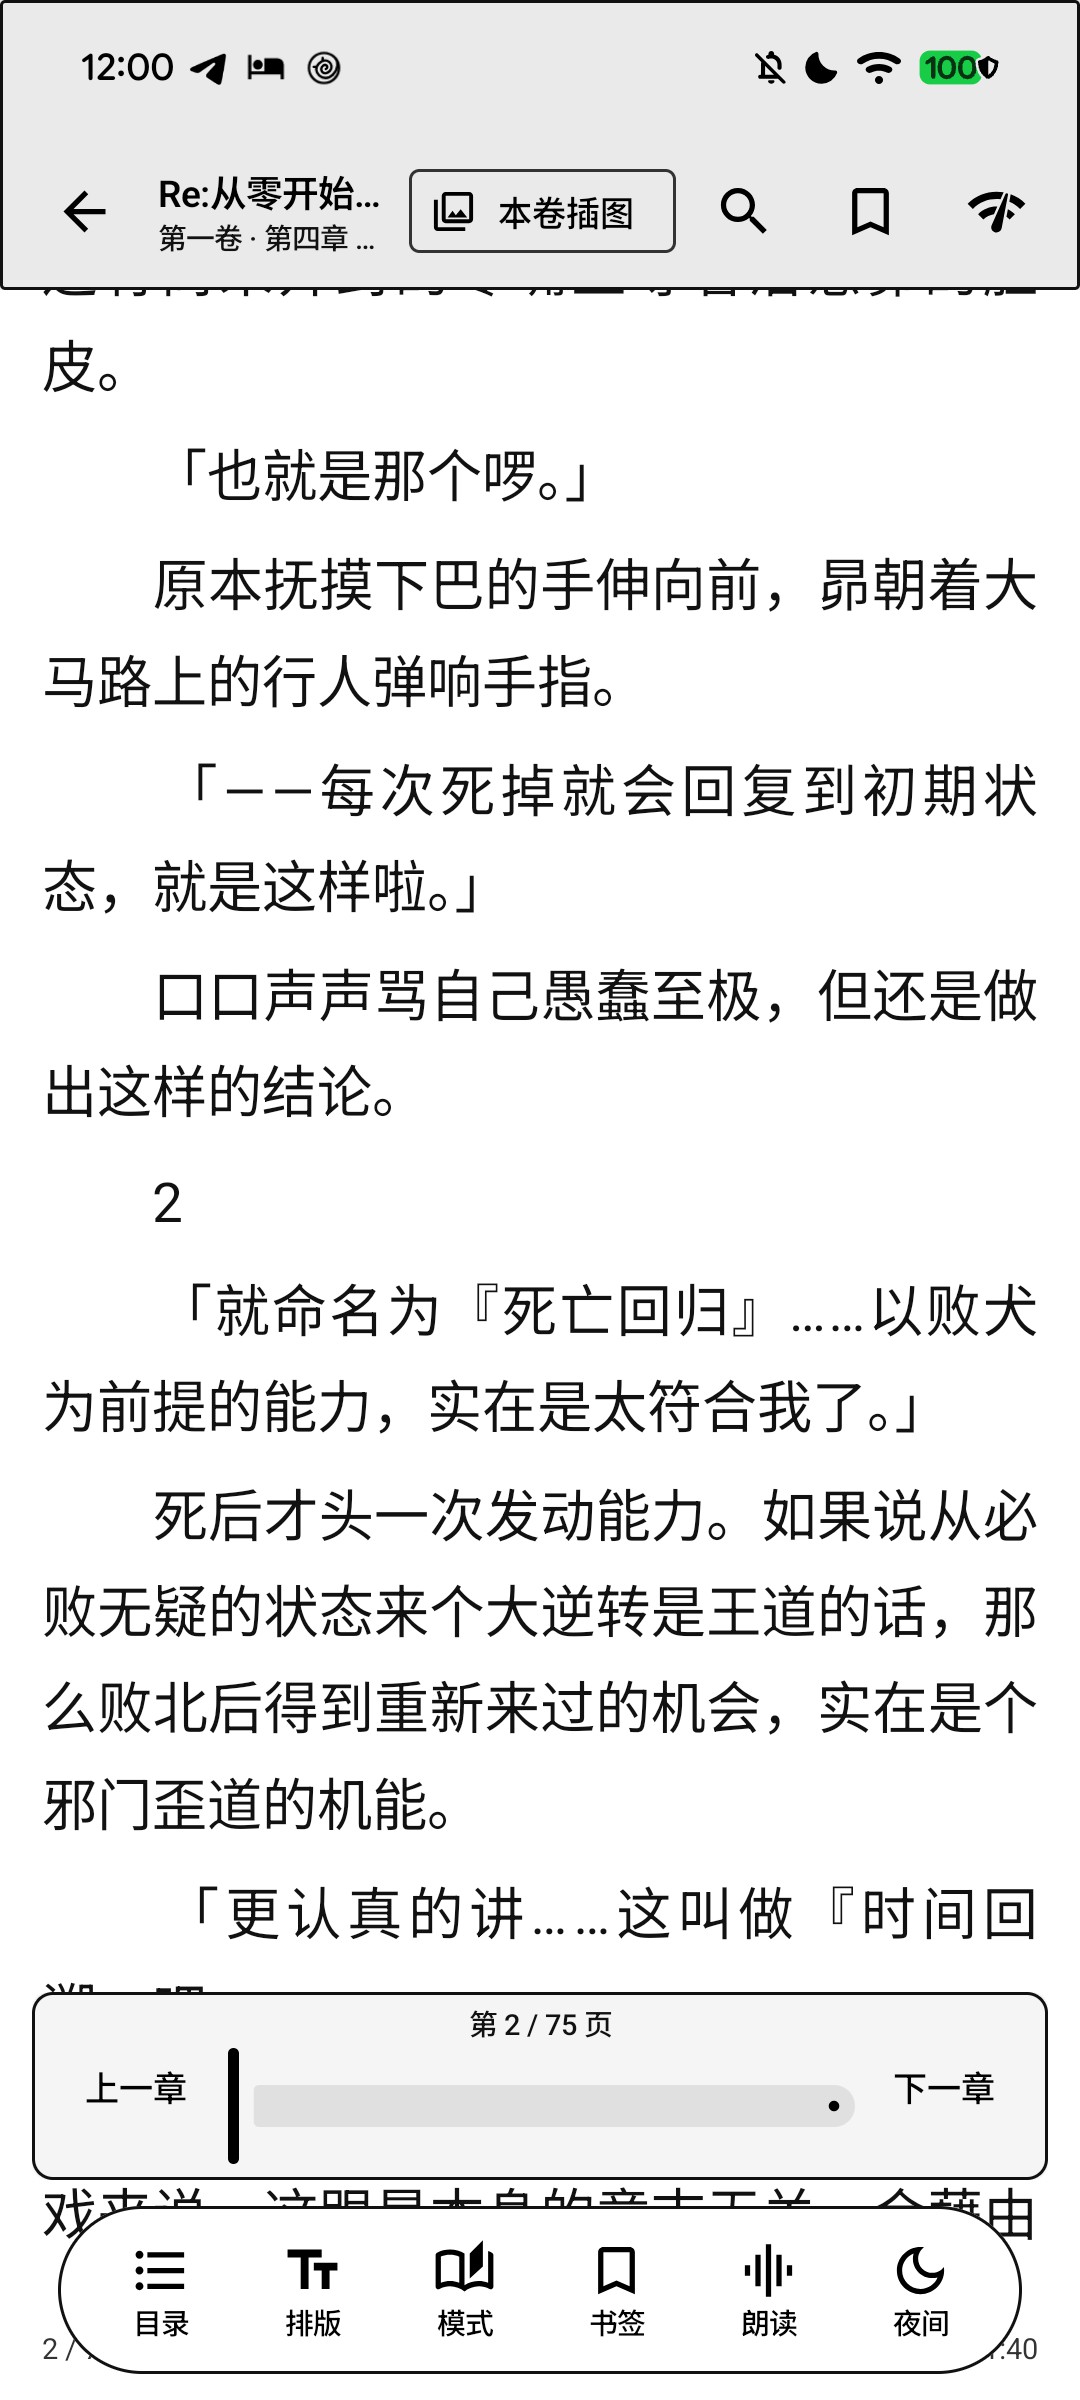 12:00
100
Re:从零开始...
第一卷 · 第四章 ...
本卷插图
皮。
「也就是那个啰。」
原本抚摸下巴的手伸向前，昴朝着大
马路上的行人弹响手指。
「——每次死掉就会回复到初期状
态，就是这样啦。」
口口声声骂自己愚蠢至极，但还是做
出这样的结论。
2
「就命名为『死亡回归』……以败犬
为前提的能力，实在是太符合我了。」
死后才头一次发动能力。如果说从必
败无疑的状态来个大逆转是王道的话，那
么败北后得到重新来过的机会，实在是个
邪门歪道的机能。
「更认真的讲……这叫做『时间回
第 2 / 75 页
上一章
下一章
目录
排版
模式
书签
朗读
夜间
2 /
:40